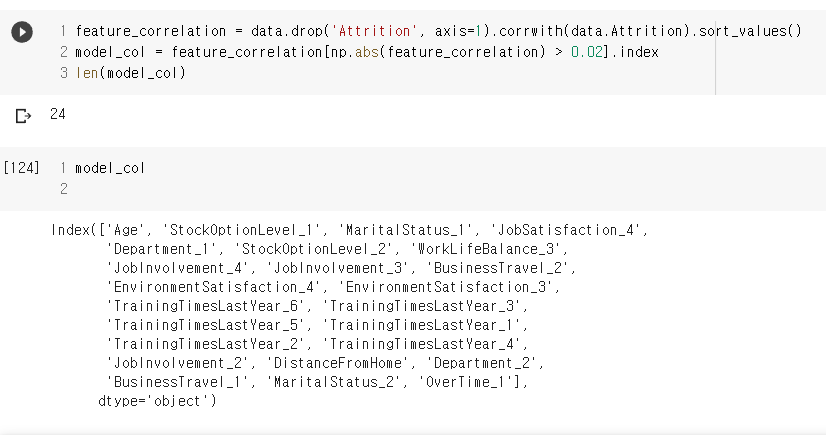 1 feature_correlation = data.drop('Attrition', axis=1).corrwith(data.Attrition).sort_values()
2 model_col = feature_correlation[np.abs(feature_correlation) > 0.02].index
3 len(model_col)
24
[124] 1 model_col
2
Index(['Age', 'StockOptionLevel_1', 'MaritalStatus_1', 'JobSatisfaction_4',
'Department_1', 'StockOptionLevel_2', 'WorkLifeBalance_3',
'JobInvolvement_4', 'JobInvolvement_3', 'BusinessTravel_2',
'EnvironmentSatisfaction_4', 'EnvironmentSatisfaction_3',
'TrainingTimesLastYear_6', 'TrainingTimesLastYear_3',
'TrainingTimesLastYear_5', 'TrainingTimesLastYear_1',
'TrainingTimesLastYear_2', 'TrainingTimesLastYear_4',
'JobInvolvement_2', 'DistanceFromHome', 'Department_2',
'BusinessTravel_1', 'MaritalStatus_2', 'OverTime_1'],
dtype='object')